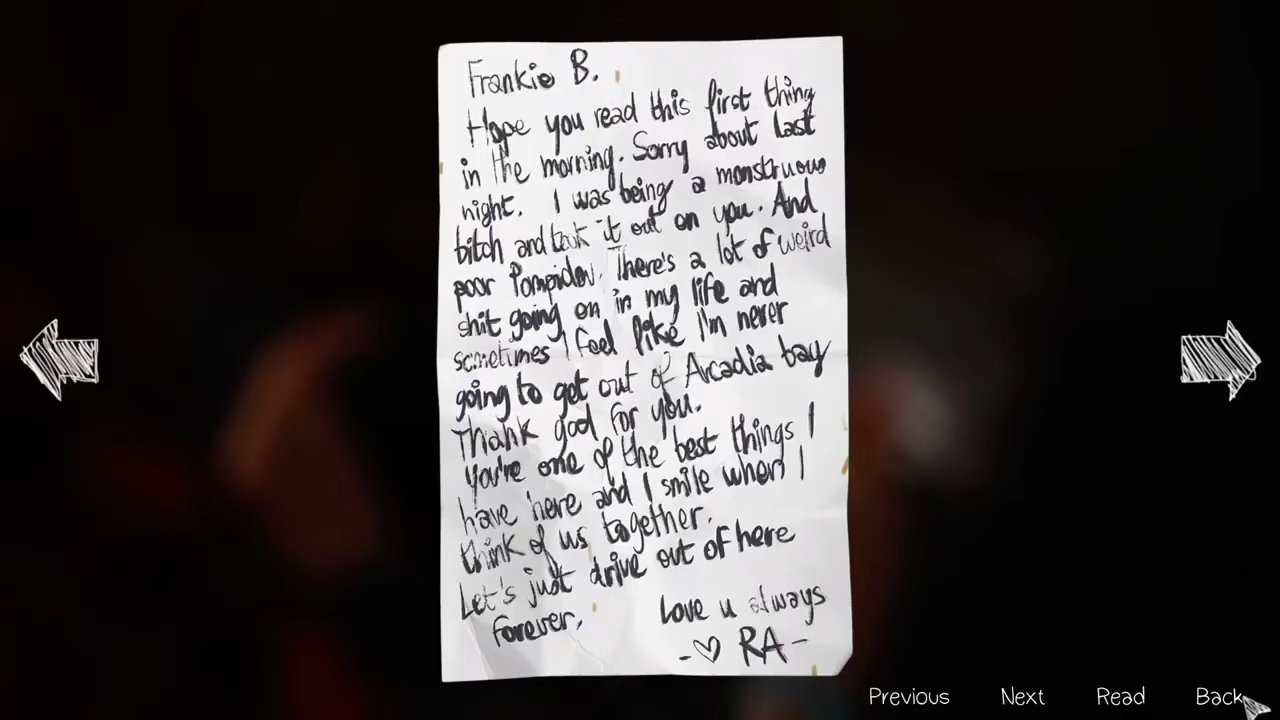 Frankie B.
Hope you read this first thing
in the morning. Sorry about last
night. I was being a monstruous
bitch and took it out on you. And
poor Pompidou. There's a lot of weird
shit going on in my life and
sometimes I feel like I'm never
going to get out of Arcadia bay
Thank god for you.
You're one of the best things I
have here and I smile when I
think of us together.
Let's just drive out of here
forever.
Love u always
-♡ RA-
Previous Next Read Back